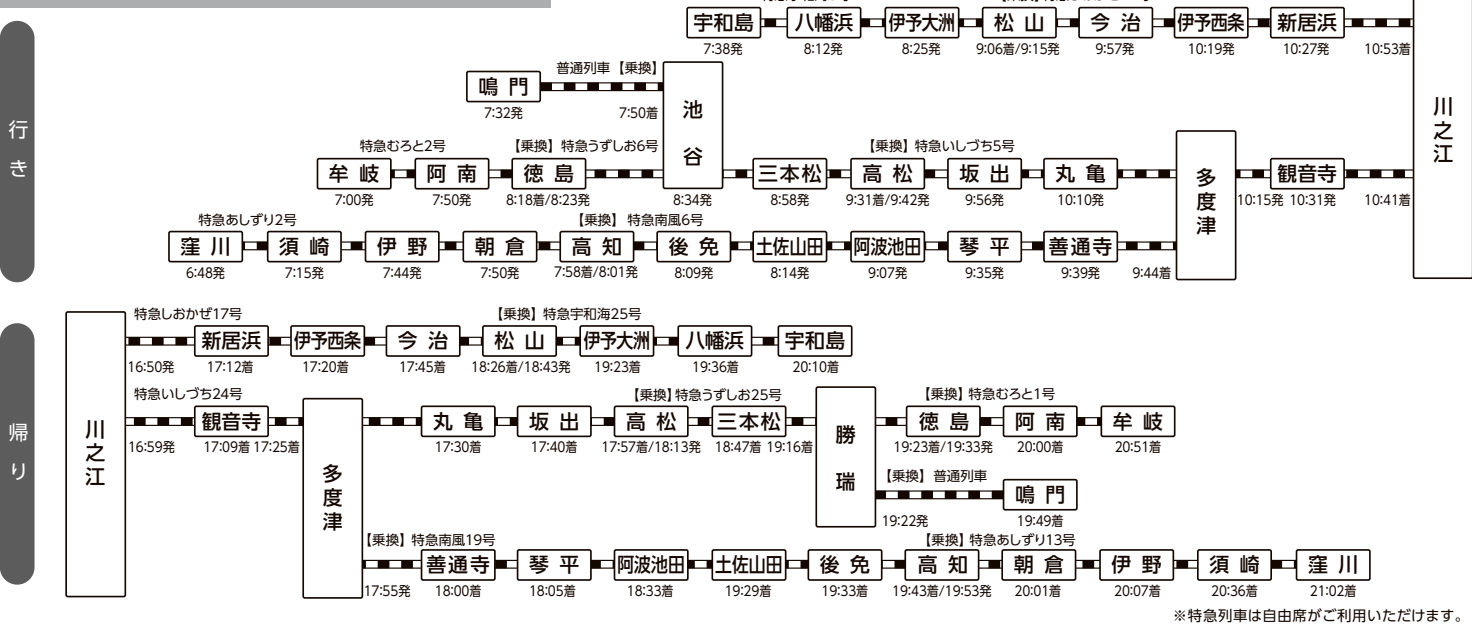 行き
宇和島 八幡浜 伊予大洲 松山 今治 伊予西条 新居浜
7:38発 8:12発 8:25発 9:06着/9:15発 9:57発 10:19発 10:27発 10:53着
普通列車 【乗換】
鳴門
7:32発 7:50着
池谷
川之江
特急むろと2号 【乗換】 特急うずしお6号 【乗換】 特急いしづち5号
牟岐 阿南 徳島 三本松 高松 坂出 丸亀 多度津 観音寺
7:00発 7:50発 8:18着/8:23発 8:34発 8:58発 9:31着/9:42発 9:56発 10:10発 10:15発 10:31発 10:41着
特急あしずり2号 【乗換】 特急南風6号
窪川 須崎 伊野 朝倉 高知 後免 土佐山田 阿波池田 琴平 善通寺
6:48発 7:15発 7:44発 7:50発 7:58着/8:01発 8:09発 8:14発 9:07発 9:35発 9:39発 9:44着
帰り
特急しおかぜ17号 【乗換】 特急宇和海25号
新居浜 伊予西条 今治 松山 伊予大洲 八幡浜 宇和島
16:50発 17:12着 17:20着 17:45着 18:26着/18:43発 19:23着 19:36着 20:10着
特急いしづち24号 【乗換】 特急うずしお25号 【乗換】 特急むろと1号
川之江 観音寺 多度津 丸亀 坂出 高松 三本松 勝瑞 徳島 阿南 牟岐
16:59発 17:09着 17:25着 17:30着 17:40着 17:57着/18:13発 18:47着 19:16着 19:23着/19:33発 20:00着 20:51着
【乗換】 普通列車
鳴門
19:22発 19:49着
【乗換】 特急南風19号 【乗換】 特急あしずり13号
善通寺 琴平 阿波池田 土佐山田 後免 高知 朝倉 伊野 須崎 窪川
17:55発 18:00着 18:05着 18:33着 19:29着 19:33着 19:43着/19:53発 20:01着 20:07着 20:36着 21:02着
※特急列車は自由席がご利用いただけます。